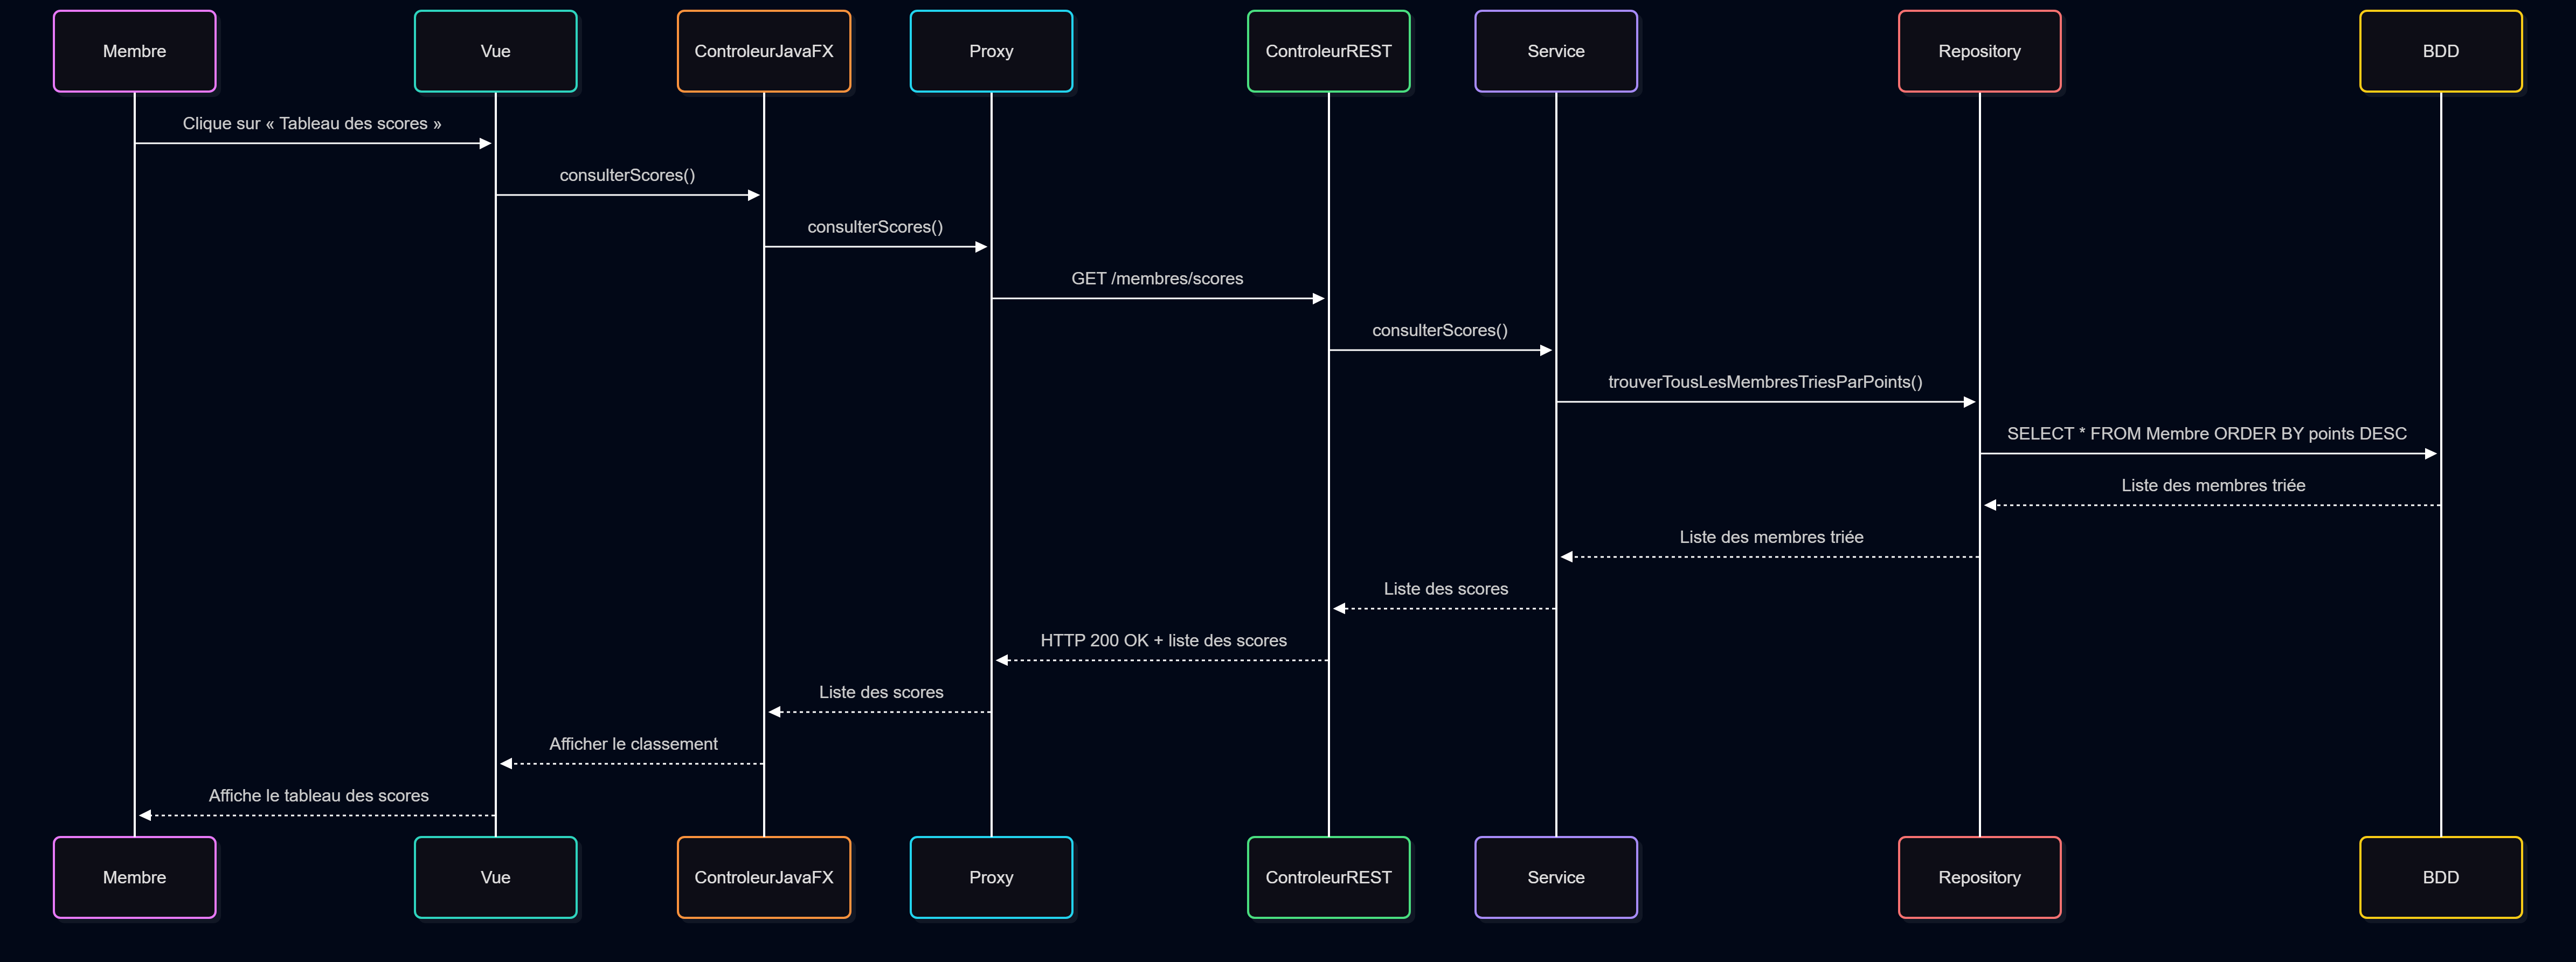 Membre
Vue
ControleurJavaFX
Proxy
ControleurREST
Service
Repository
BDD
Clique sur « Tableau des scores »
consulterScores()
consulterScores()
GET /membres/scores
consulterScores()
trouverTousLesMembresTriesParPoints()
SELECT * FROM Membre ORDER BY points DESC
Liste des membres triée
Liste des membres triée
Liste des scores
HTTP 200 OK + liste des scores
Liste des scores
Afficher le classement
Affiche le tableau des scores
Membre
Vue
ControleurJavaFX
Proxy
ControleurREST
Service
Repository
BDD